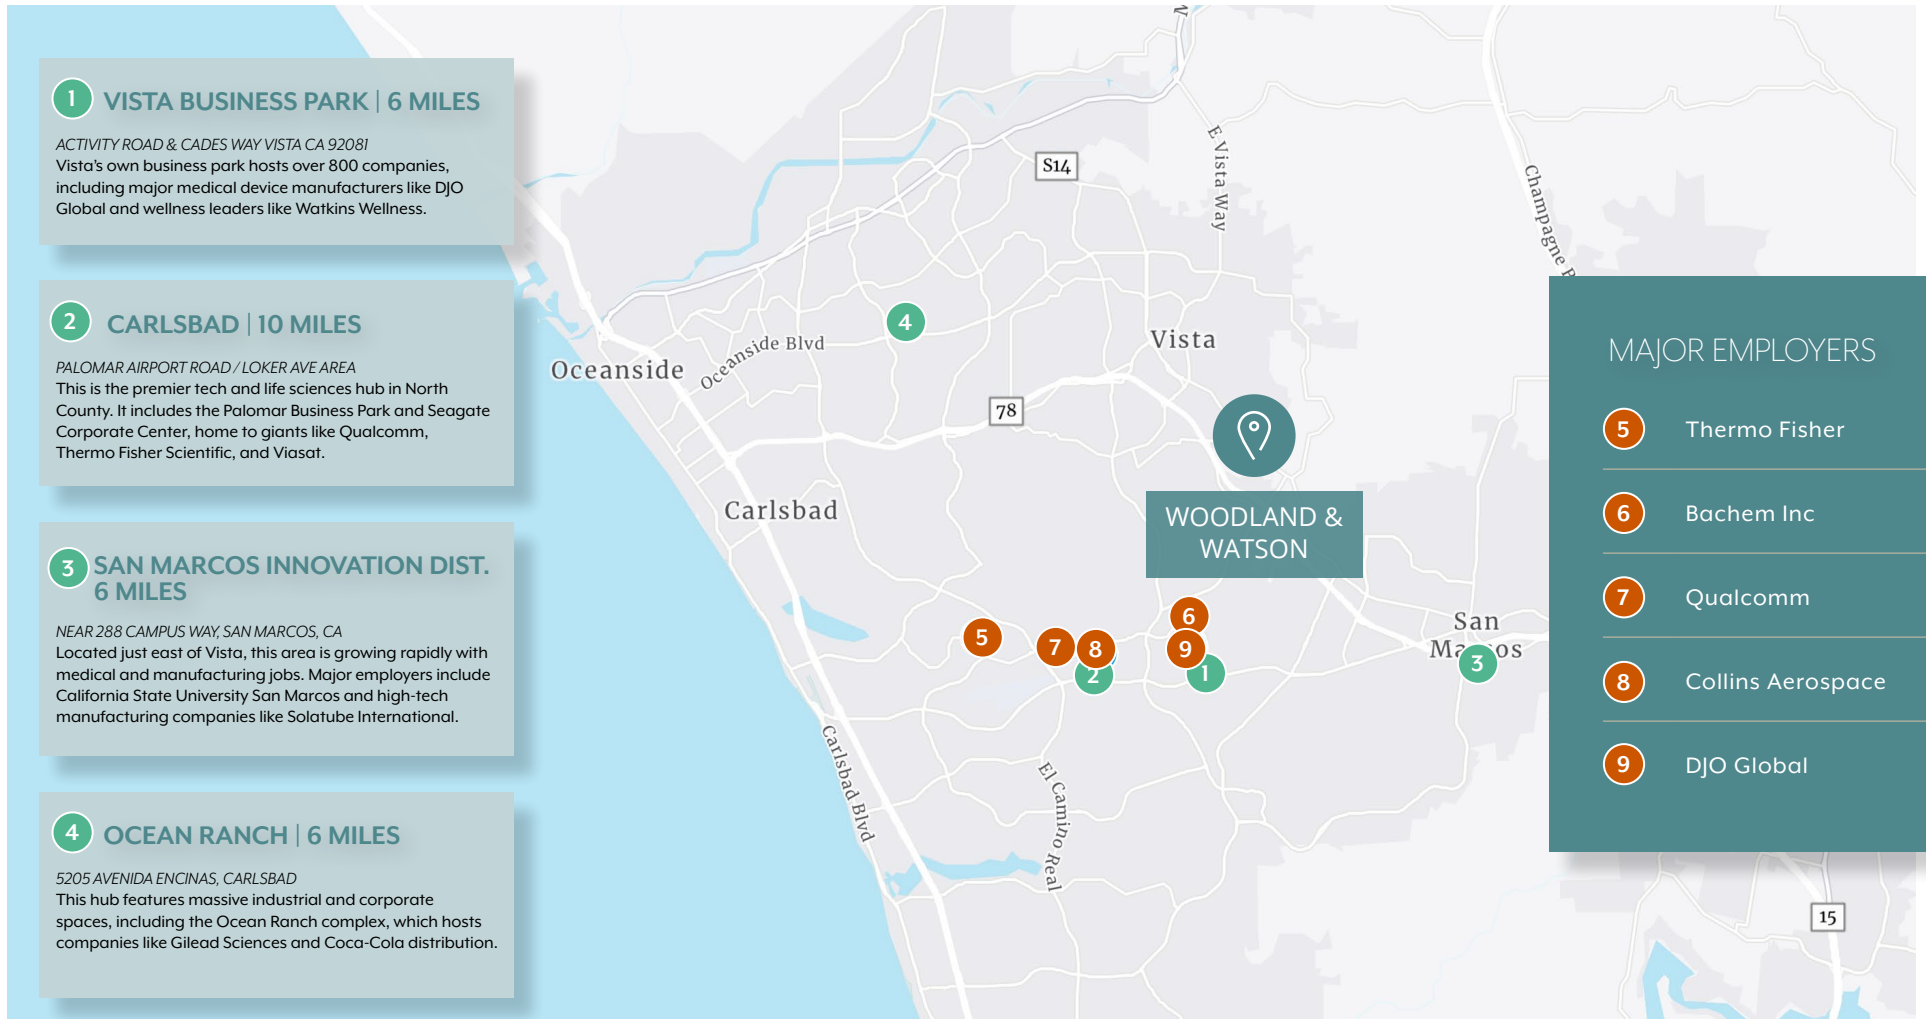 1 VISTA BUSINESS PARK | 6 MILES
ACTIVITY ROAD & CADES WAY VISTA CA 92081
Vista's own business park hosts over 800 companies,
including major medical device manufacturers like DJO
Global and wellness leaders like Watkins Wellness.
2 CARLSBAD | 10 MILES
PALOMAR AIRPORT ROAD / LOKER AVE AREA
This is the premier tech and life sciences hub in North
County. It includes the Palomar Business Park and Seagate
Corporate Center, home to giants like Qualcomm,
Thermo Fisher Scientific, and Viasat.
3 SAN MARCOS INNOVATION DIST.
6 MILES
NEAR 288 CAMPUS WAY, SAN MARCOS, CA
Located just east of Vista, this area is growing rapidly with
medical and manufacturing jobs. Major employers include
California State University San Marcos and high-tech
manufacturing companies like Solatube International.
4 OCEAN RANCH | 6 MILES
5205 AVENIDA ENCINAS, CARLSBAD
This hub features massive industrial and corporate
spaces, including the Ocean Ranch complex, which hosts
companies like Gilead Sciences and Coca-Cola distribution.
N
S14
E Vista Way
Champagne
4
Vista
Oceanside Blvd
Oceanside
78
Carlsbad
WOODLAND &
WATSON
6
5
7
8
9
2
1
San
Marcos
3
Carlsbad Blvd
El Camino Real
15
MAJOR EMPLOYERS
5 Thermo Fisher
6 Bachem Inc
7 Qualcomm
8 Collins Aerospace
9 DJO Global